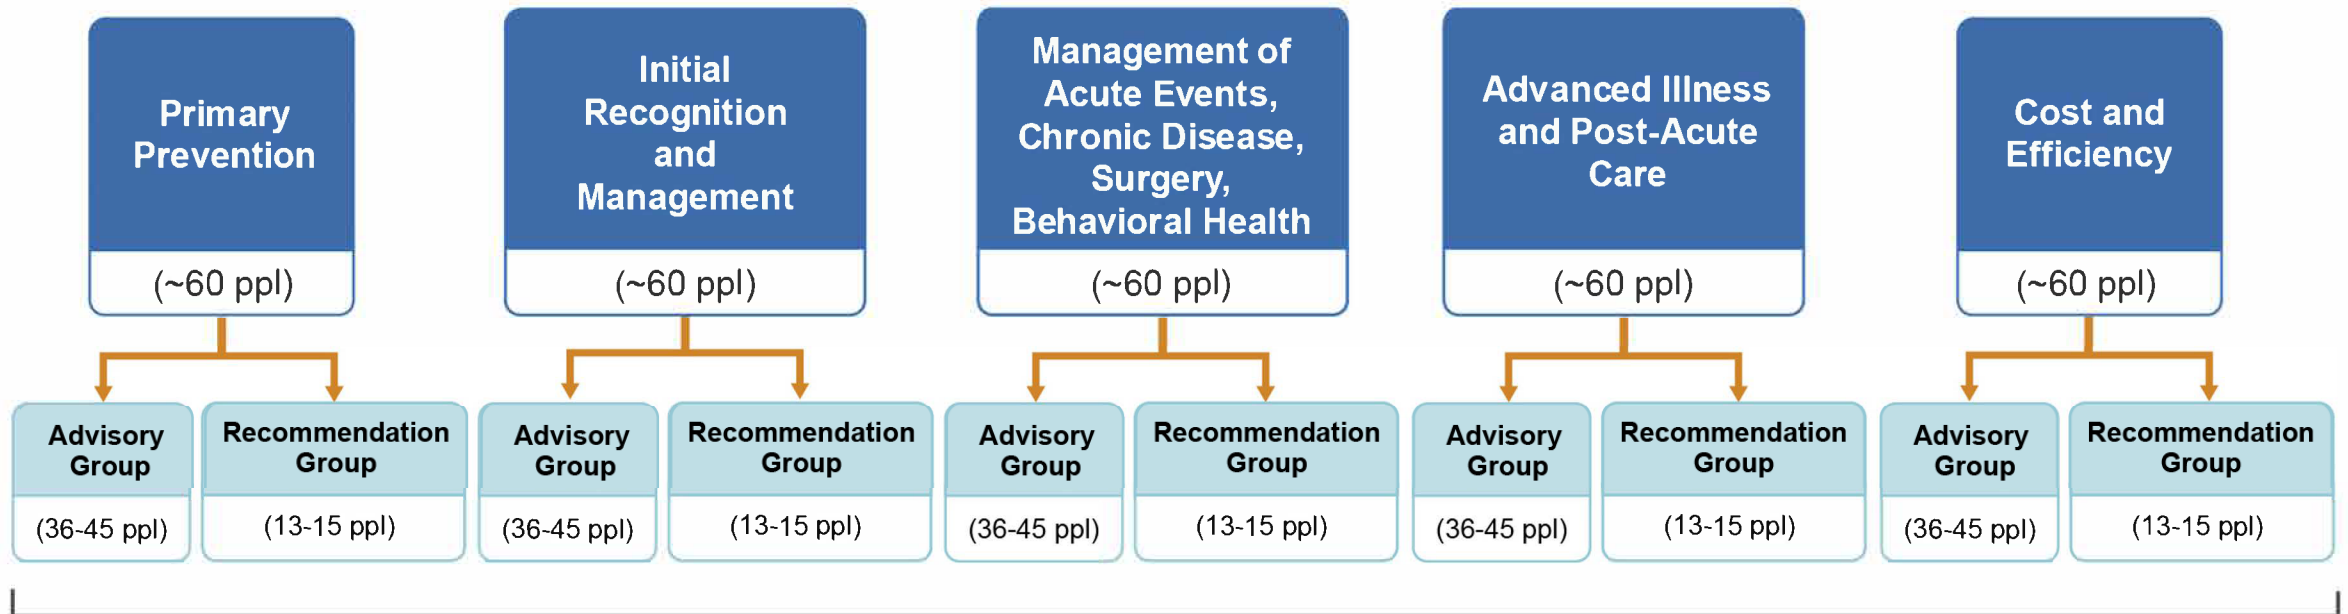 Primary
Prevention
(~60 ppl)
Initial
Recognition
and
Management
(~60 ppl)
Management of
Acute Events,
Chronic Disease,
Surgery,
Behavioral Health
(~60 ppl)
Advanced Illness
and Post-Acute
Care
(~60 ppl)
Cost and
Efficiency
(~60 ppl)
Advisory
Group
(36-45 ppl)
Recommendation
Group
(13-15 ppl)
Advisory
Group
(36-45 ppl)
Recommendation
Group
(13-15 ppl)
Advisory
Group
(36-45 ppl)
Recommendation
Group
(13-15 ppl)
Advisory
Group
(36-45 ppl)
Recommendation
Group
(13-15 ppl)
Advisory
Group
(36-45 ppl)
Recommendation
Group
(13-15 ppl)